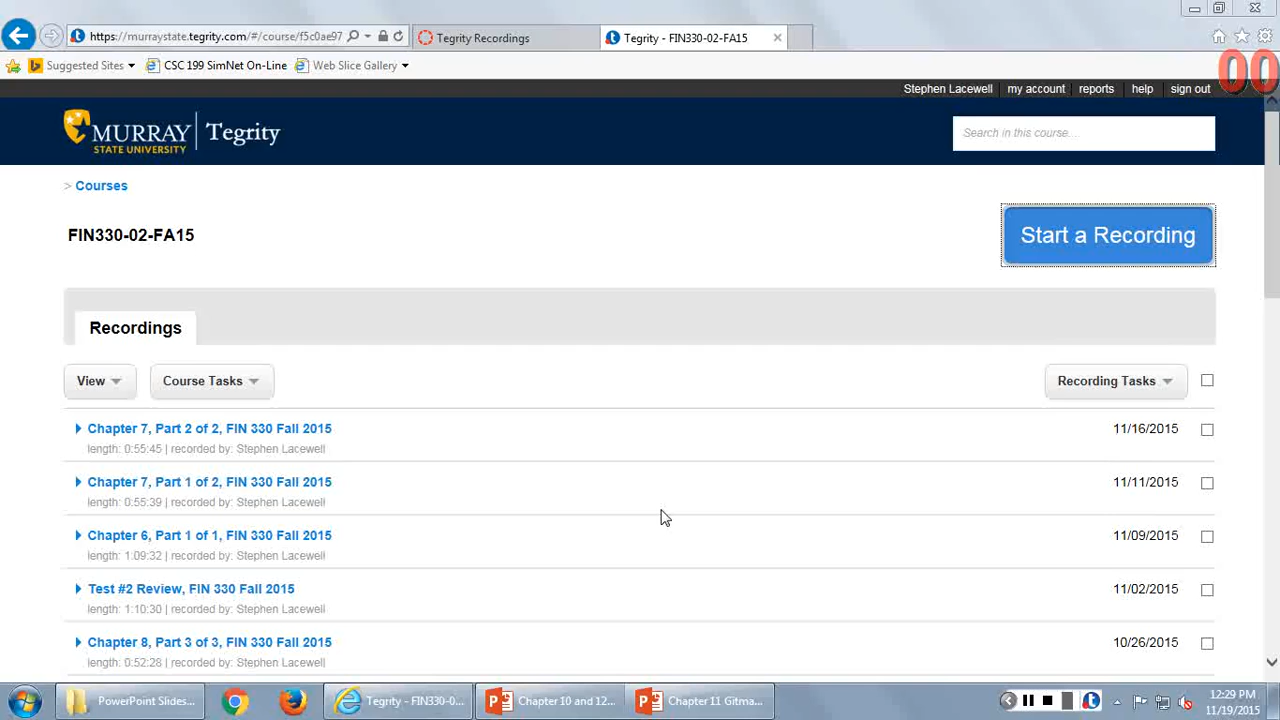 https://murraystate.tegrity.com/#/course/f5c0ae97
Tegrity Recordings
Tegrity - FIN330-02-FA15
Suggested Sites
CSC 199 SimNet On-Line
Web Slice Gallery
00
Stephen Lacewell
my account
reports
help
sign out
MURRAY
STATE UNIVERSITY
Tegrity
Search in this course....
> Courses
FIN330-02-FA15
Start a Recording
Recordings
View
Course Tasks
Recording Tasks
Chapter 7, Part 2 of 2, FIN 330 Fall 2015
11/16/2015
length: 0:55:45 | recorded by: Stephen Lacewell
Chapter 7, Part 1 of 2, FIN 330 Fall 2015
11/11/2015
length: 0:55:39 | recorded by: Stephen Lacewell
Chapter 6, Part 1 of 1, FIN 330 Fall 2015
11/09/2015
length: 1:09:32 | recorded by: Stephen Lacewell
Test #2 Review, FIN 330 Fall 2015
11/02/2015
length: 1:10:30 | recorded by: Stephen Lacewell
Chapter 8, Part 3 of 3, FIN 330 Fall 2015
10/26/2015
length: 0:52:28 | recorded by: Stephen Lacewell
PowerPoint Slides...
Tegrity - FIN330-0...
Chapter 10 and 12...
Chapter 11 Gitma...
12:29 PM
11/19/2015